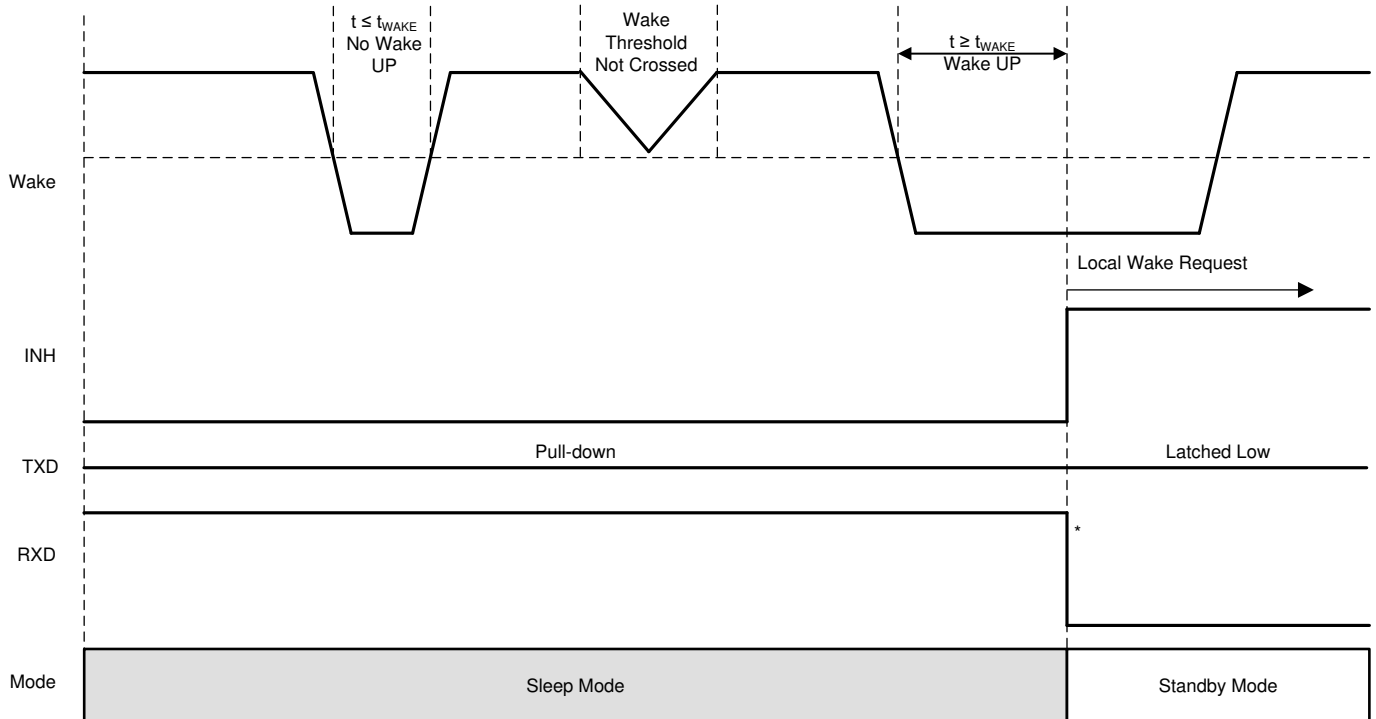 t ≤ tWAKE
No Wake
UP
Wake
Threshold
Not Crossed
t ≥ tWAKE
Wake UP
Wake
Local Wake Request
INH
Pull-down
Latched Low
TXD
*
RXD
Mode
Sleep Mode
Standby Mode